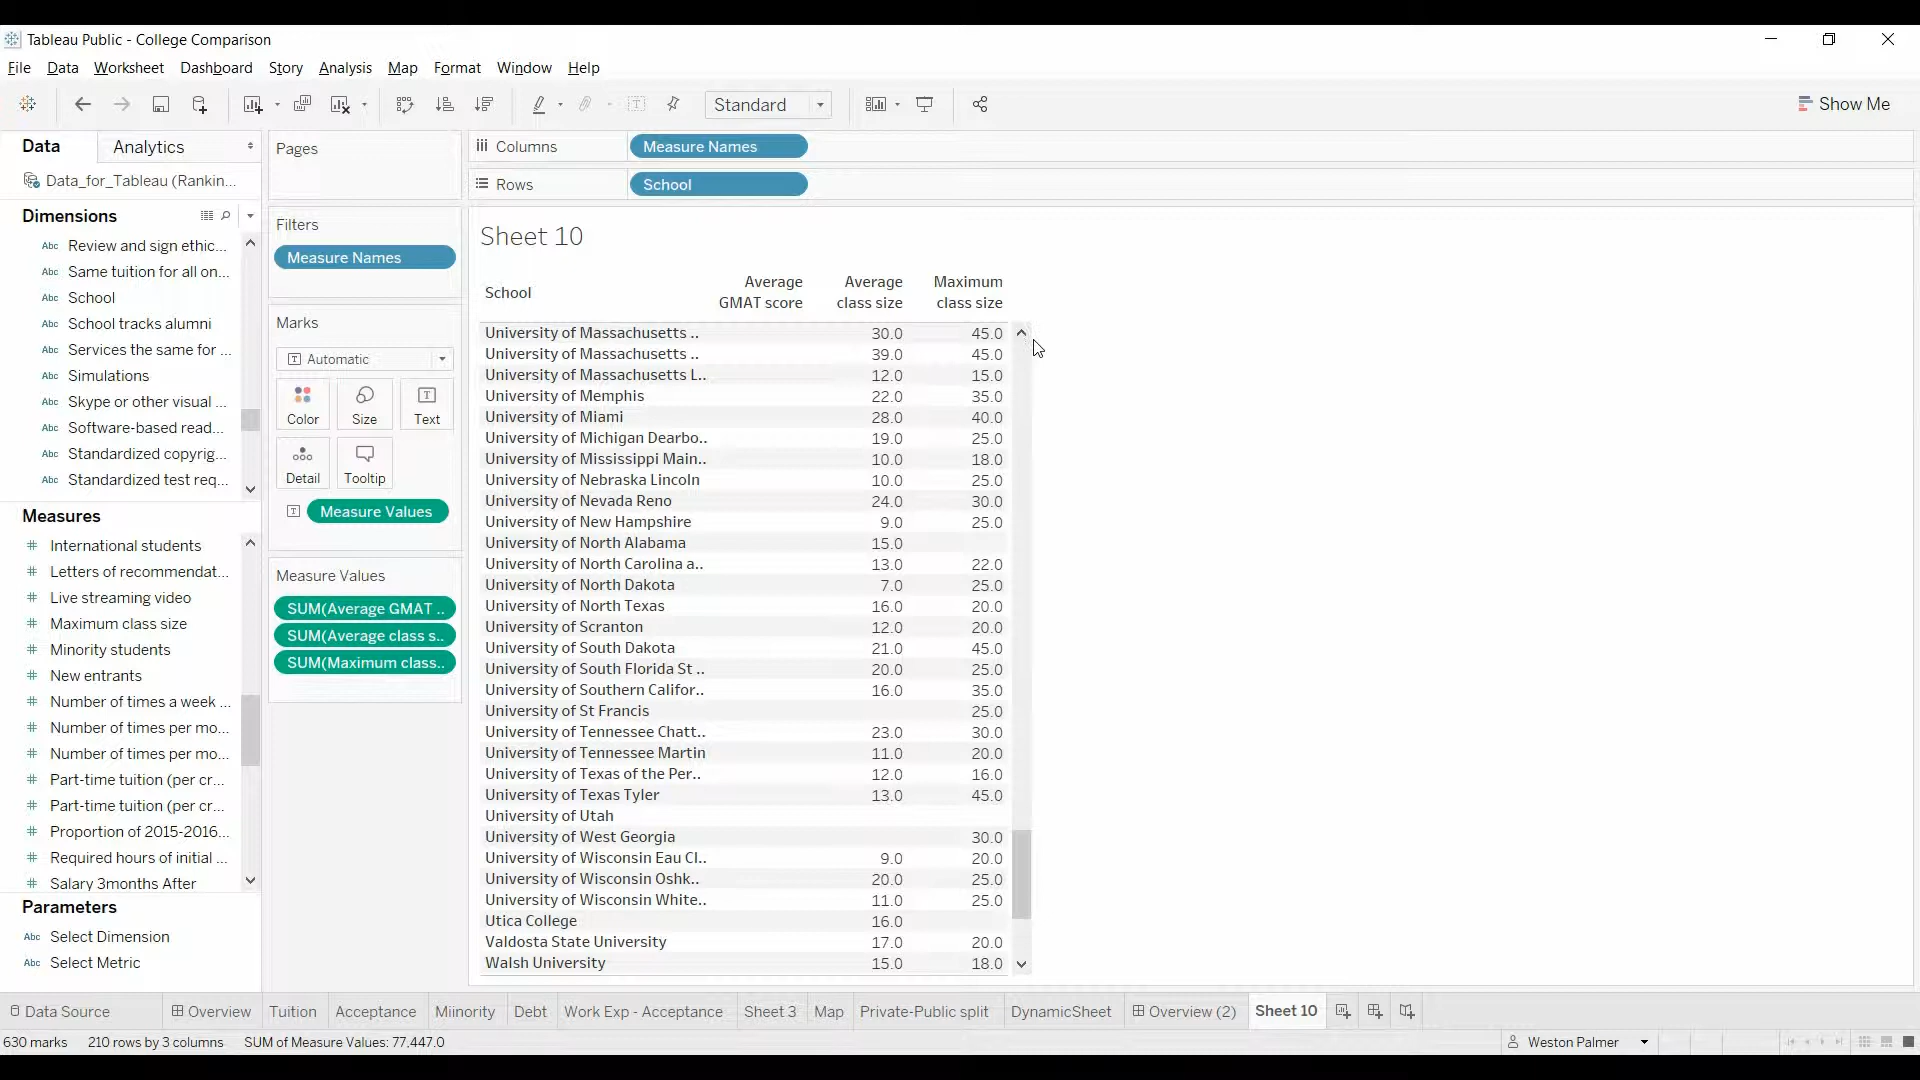 Tableau Public - College Comparison
File Data Worksheet Dashboard Story Analysis Map Format Window Help
Standard
Show Me
Data Analytics
Data_for_Tableau (Rankin...
Dimensions
Abc Review and sign ethic...
Abc Same tuition for all on...
Abc School
Abc School tracks alumni
Abc Services the same for ...
Abc Simulations
Abc Skype or other visual ...
Abc Software-based read...
Abc Standardized copyrig...
Abc Standardized test req...
Measures
# International students
# Letters of recommendat...
# Live streaming video
# Maximum class size
# Minority students
# New entrants
# Number of times a week ...
# Number of times per mo...
# Number of times per mo...
# Part-time tuition (per cr...
# Part-time tuition (per cr...
# Proportion of 2015-2016...
# Required hours of initial ...
# Salary 3months After
Parameters
Abc Select Dimension
Abc Select Metric
Pages
Filters
Measure Names
Marks
T Automatic
Color Size Text
Detail Tooltip
T Measure Values
Measure Values
SUM(Average GMAT ..
SUM(Average class s..
SUM(Maximum class..
Columns Measure Names
Rows School
Sheet 10
School Average GMAT score Average class size Maximum class size
University of Massachusetts .. 30.0 45.0
University of Massachusetts .. 39.0 45.0
University of Massachusetts L.. 12.0 15.0
University of Memphis 22.0 35.0
University of Miami 28.0 40.0
University of Michigan Dearbo.. 19.0 25.0
University of Mississippi Main.. 10.0 18.0
University of Nebraska Lincoln 10.0 25.0
University of Nevada Reno 24.0 30.0
University of New Hampshire 9.0 25.0
University of North Alabama 15.0
University of North Carolina a.. 13.0 22.0
University of North Dakota 7.0 25.0
University of North Texas 16.0 20.0
University of Scranton 12.0 20.0
University of South Dakota 21.0 45.0
University of South Florida St .. 20.0 25.0
University of Southern Califor.. 16.0 35.0
University of St Francis 25.0
University of Tennessee Chatt.. 23.0 30.0
University of Tennessee Martin 11.0 20.0
University of Texas of the Per.. 12.0 16.0
University of Texas Tyler 13.0 45.0
University of Utah
University of West Georgia 30.0
University of Wisconsin Eau Cl.. 9.0 20.0
University of Wisconsin Oshk.. 20.0 25.0
University of Wisconsin White.. 11.0 25.0
Utica College 16.0
Valdosta State University 17.0 20.0
Walsh University 15.0 18.0
Data Source Overview Tuition Acceptance Miinority Debt Work Exp - Acceptance Sheet 3 Map Private-Public split DynamicSheet Overview (2) Sheet 10
630 marks 210 rows by 3 columns SUM of Measure Values: 77,447.0 Weston Palmer